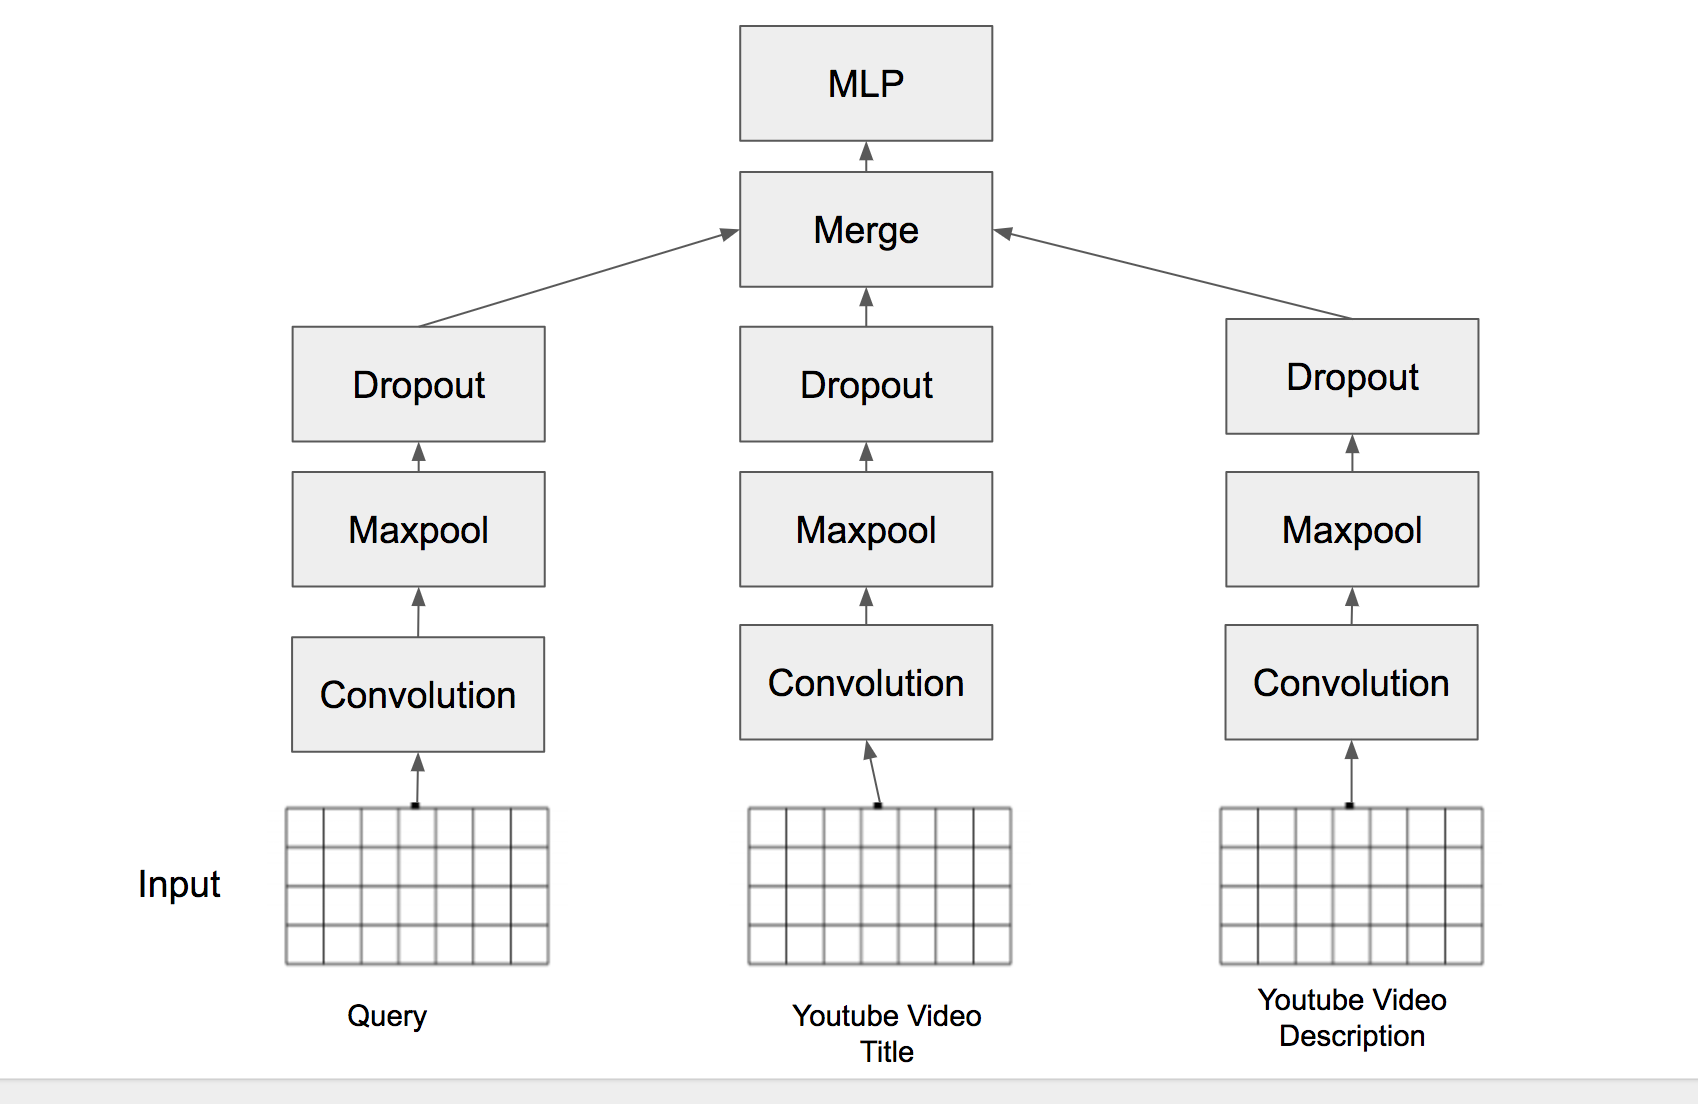 MLP
Merge
Dropout
Dropout
Dropout
Maxpool
Maxpool
Maxpool
Convolution
Convolution
Convolution
Input
Query
Youtube Video
Title
Youtube Video
Description